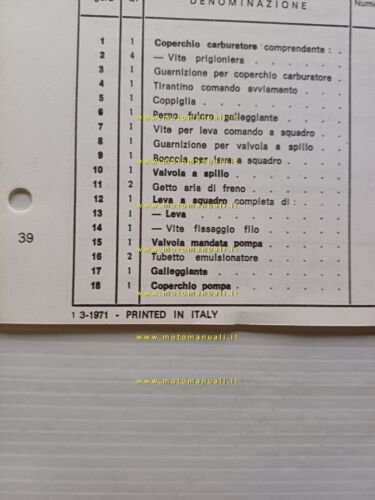 DENOMINAZIONE
1 1 Coperchio carburatore comprendente : .
2 4 — Vite prigioniera . . . . .
3 1 Guarnizione per coperchio carburatore .
4 1 Tirantino comando avviamento . .
5 1 Coppiglia . . . . . . .
6 1 Perno fulcro galleggiante . . .
7 1 Vite per leva comando a squadro . .
8 1 Guarnizione per valvola a spillo . .
9 1 Boccola per leva a squadro . . .
10 1 Valvola a spillo . . . . .
11 2 Getto aria di freno . . . . .
12 1 Leva a squadro completa di : . .
13 1 — Leva . . . . . . .
14 1 — Vite fissaggio filo . . . .
15 1 Valvola mandata pompa . . . .
16 2 Tubetto emulsionatore . . . .
17 1 Galleggiante . . . . . .
18 1 Coperchio pompa . . . . .
39
1 3-1971 - PRINTED IN ITALY
www.motomanuali.it
www.motomanuali.it